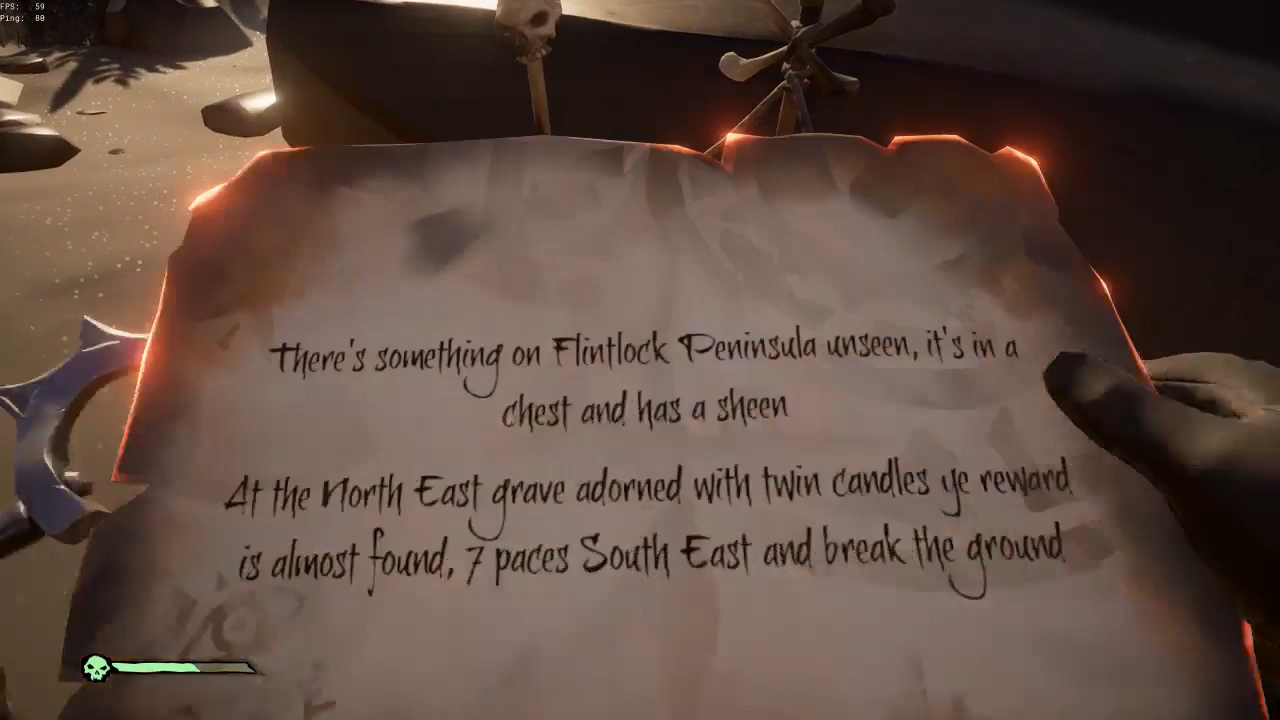 FPS: 59
Ping: 80
There's something on Flintlock Peninsula unseen, it's in a
chest and has a sheen
At the North East grave adorned with twin candles ye reward
is almost found, 7 paces South East and break the ground